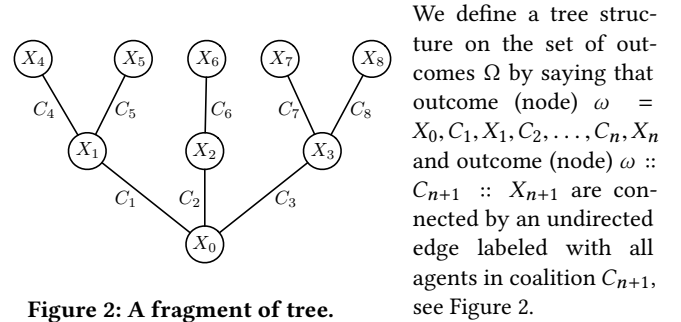 X4 X5 X6 X7 X8
C4 C5 C6 C7 C8
X1 X2 X3
C1 C2 C3
X0
Figure 2: A fragment of tree.
We define a tree struc-
ture on the set of out-
comes Ω by saying that
outcome (node) ω =
X0, C1, X1, C2, . . . , Cn, Xn
and outcome (node) ω ::
Cn+1 :: Xn+1 are con-
nected by an undirected
edge labeled with all
agents in coalition Cn+1,
see Figure 2.